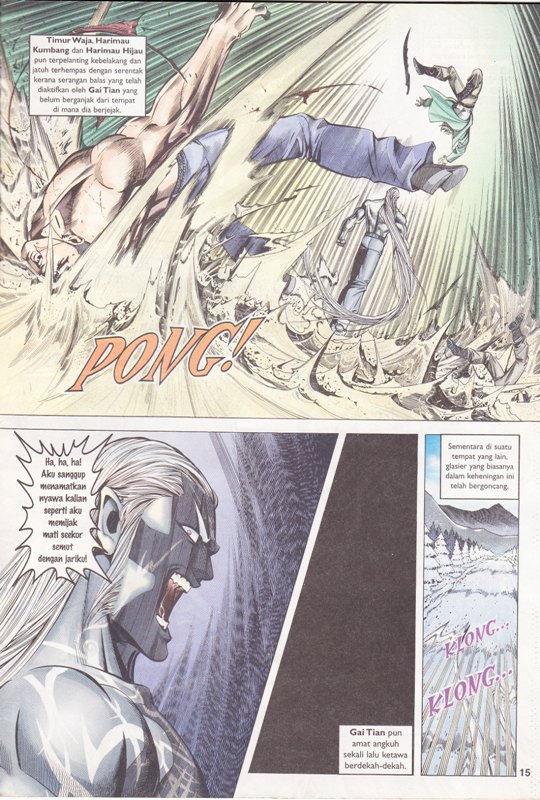 Timur Waja, Harimau
Kumbang dan Harimau Hijau
pun terpelanting kebelakang dan
jatuh terhempas dengan serentak
kerana serangan balas yang telah
diaktifkan oleh Gai Tian yang
belum berganjak dari tempat
di mana dia berjejak.
PONG!
Ha, ha, ha!
Aku sanggup
menamatkan
nyawa kalian
seperti aku
memijak
mati seekor
semut
dengan jariku!
Gai Tian pun
amat angkuh
sekali lalu ketawa
berdekah-dekah.
Sementara di suatu
tempat yang lain,
glasier yang biasanya
dalam keheningan ini
telah bergoncang.
KLONG...
KLONG...
15